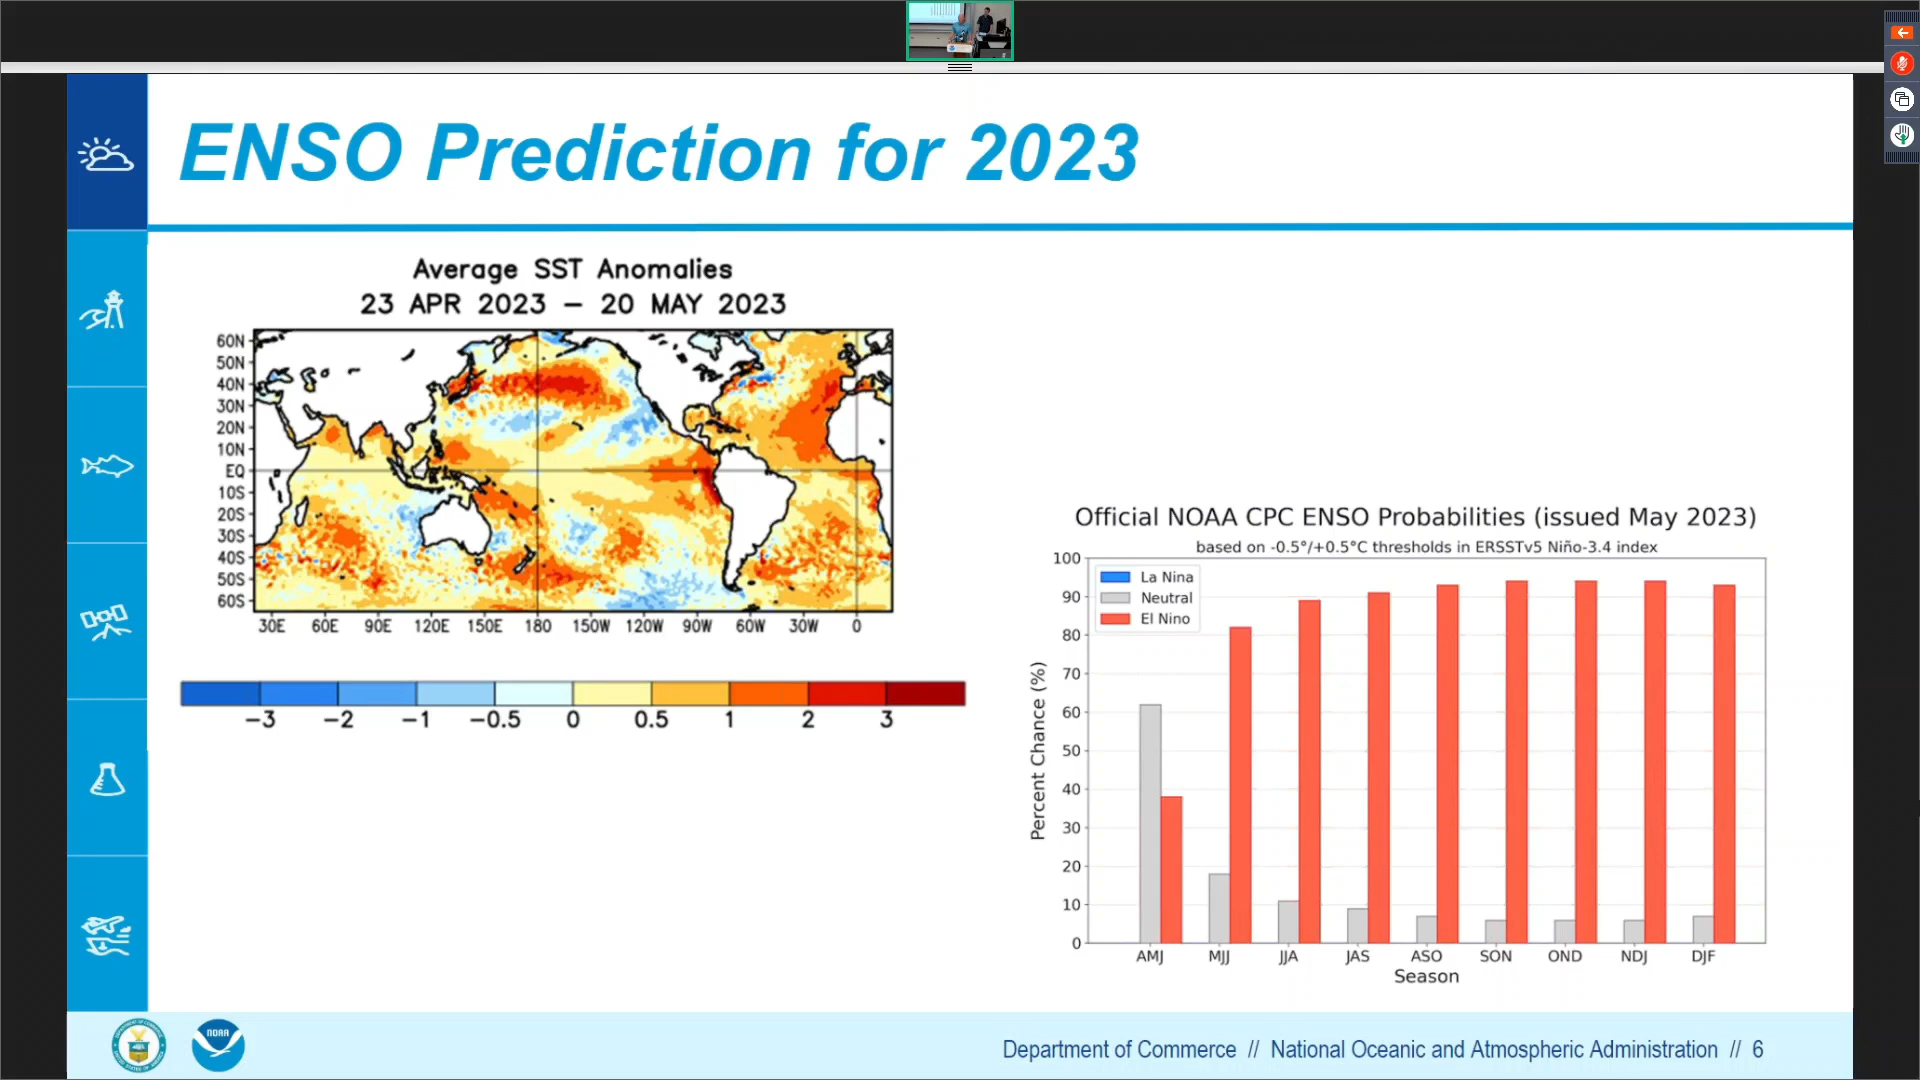 ENSO Prediction for 2023
Average SST Anomalies
23 APR 2023 – 20 MAY 2023
60N
50N
40N
30N
20N
10N
EQ
10S
20S
30S
40S
50S
60S
30E 60E 90E 120E 150E 180 150W 120W 90W 60W 30W 0
−3 −2 −1 −0.5 0 0.5 1 2 3
Official NOAA CPC ENSO Probabilities (issued May 2023)
based on -0.5°/+0.5°C thresholds in ERSSTv5 Niño-3.4 index
La Nina
Neutral
El Nino
Percent Chance (%)
100
90
80
70
60
50
40
30
20
10
0
AMJ MJJ JJA JAS ASO SON OND NDJ DJF
Season
NOAA
Department of Commerce // National Oceanic and Atmospheric Administration // 6